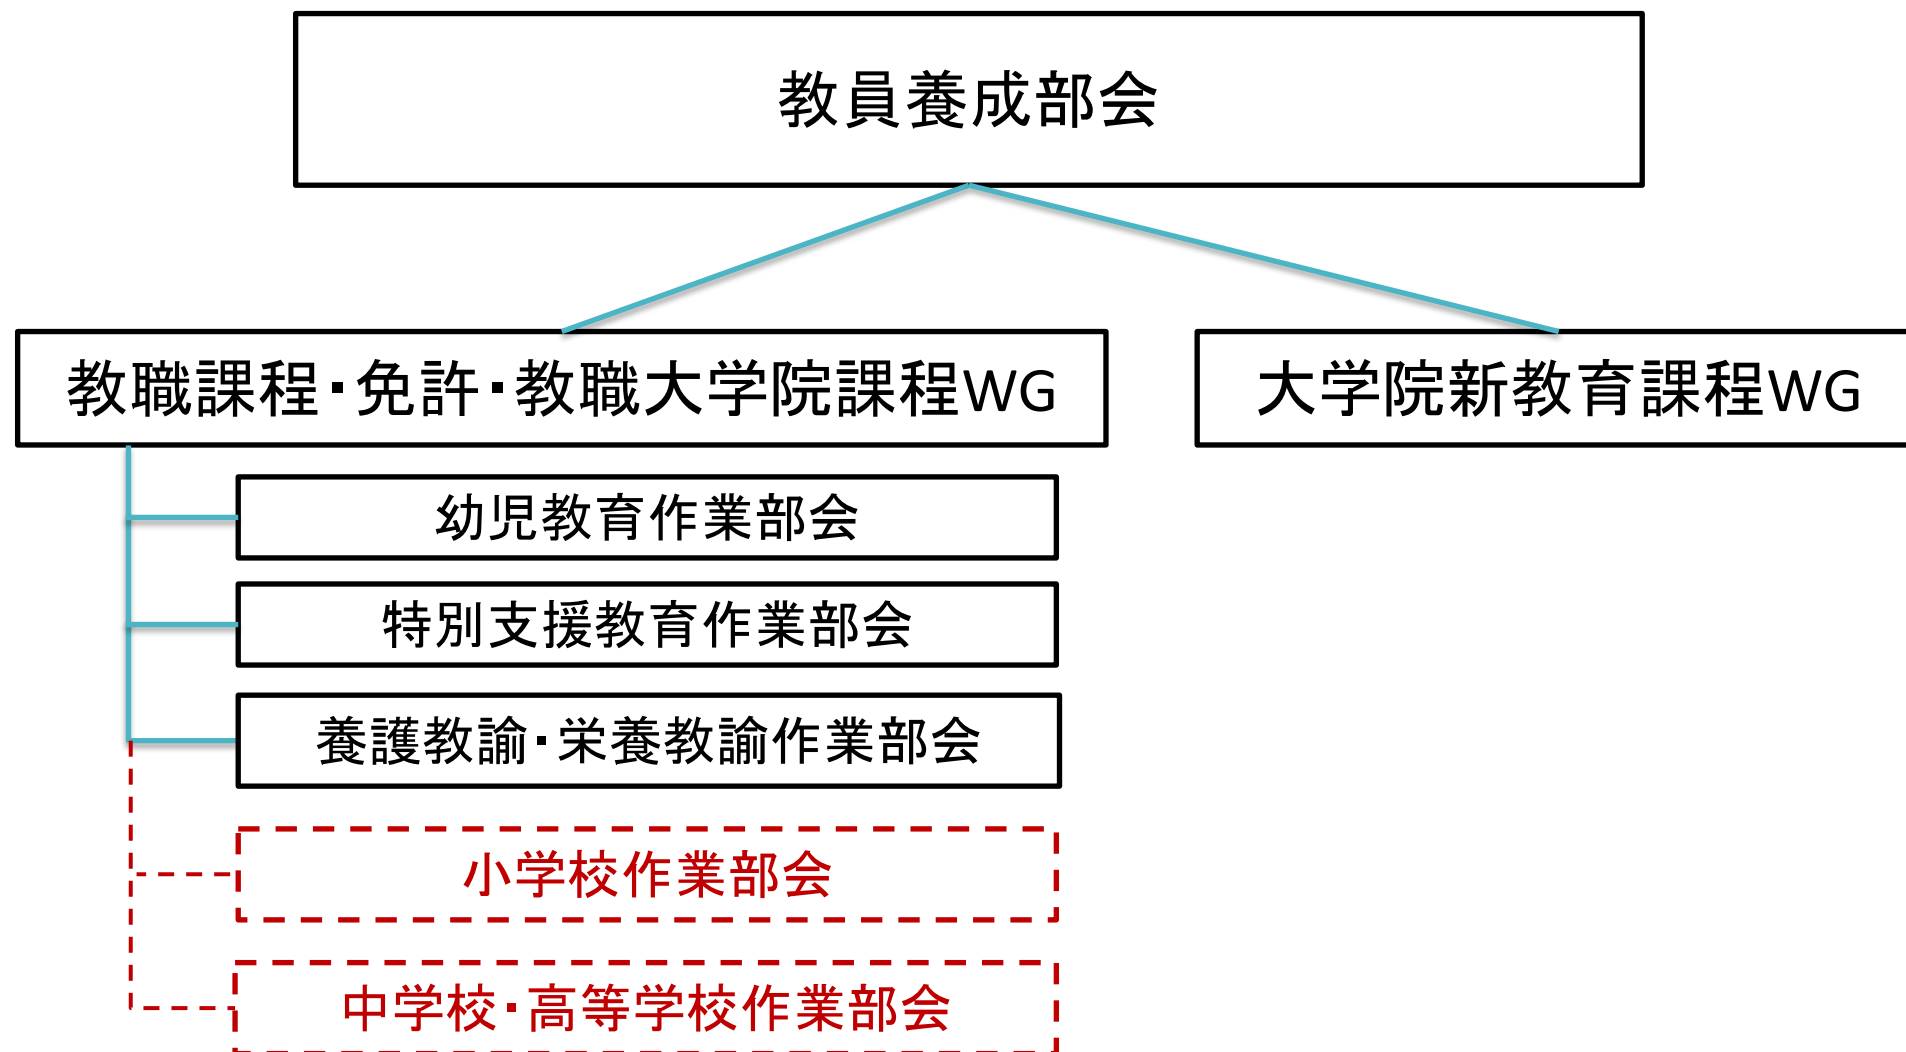 教員養成部会
教職課程・免許・教職大学院課程WG
大学院新教育課程WG
幼児教育作業部会
特別支援教育作業部会
養護教諭・栄養教諭作業部会
小学校作業部会
中学校・高等学校作業部会